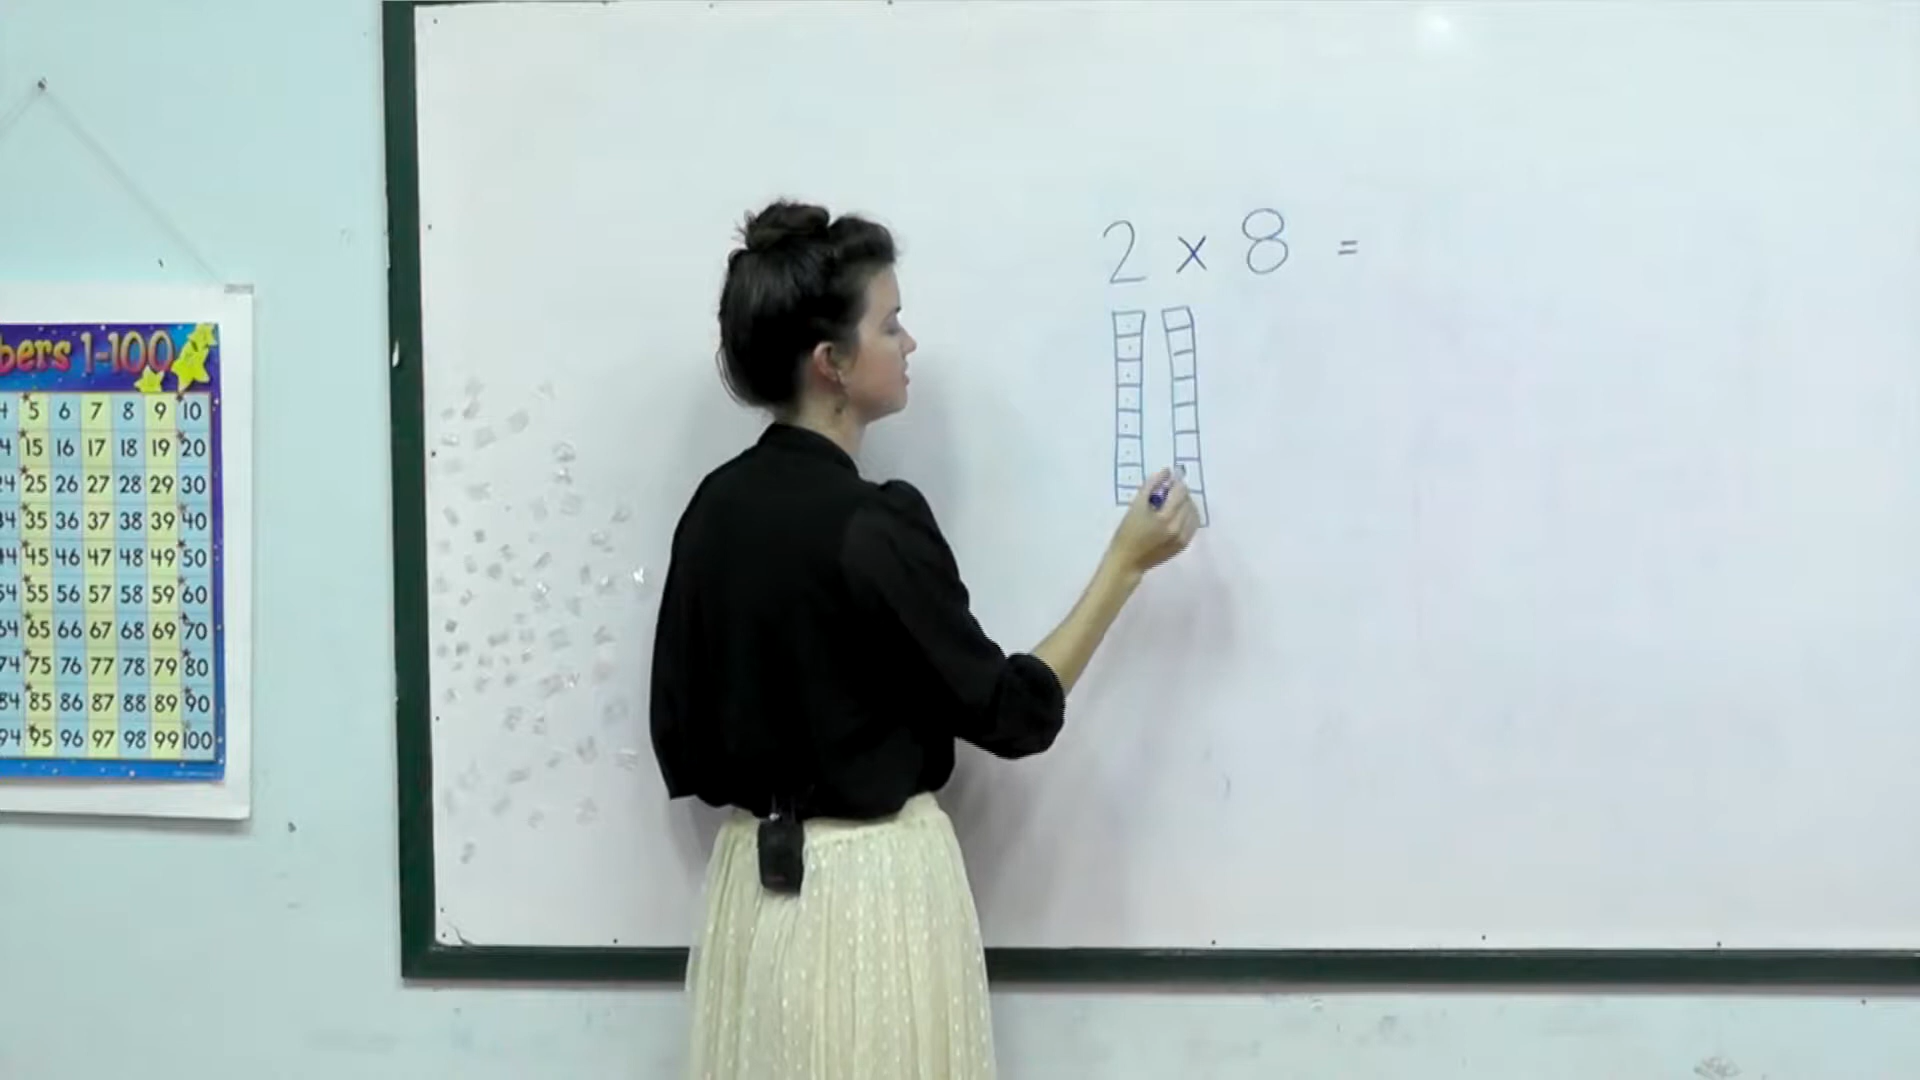 2 x 8 =
bers 1-100
4 5 6 7 8 9 10
4 15 16 17 18 19 20
24 25 26 27 28 29 30
34 35 36 37 38 39 40
44 45 46 47 48 49 50
54 55 56 57 58 59 60
64 65 66 67 68 69 70
74 75 76 77 78 79 80
84 85 86 87 88 89 90
94 95 96 97 98 99 100